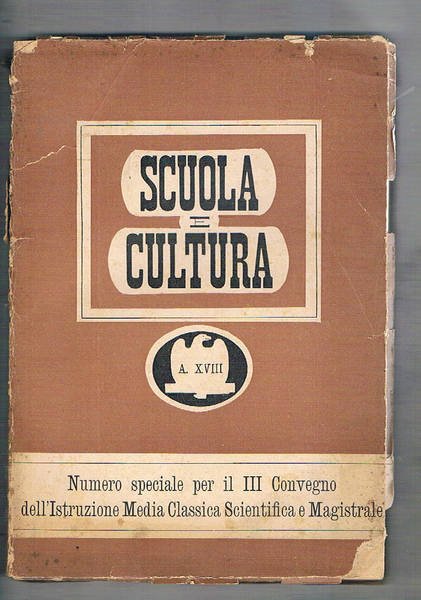 SCUOLA
E
CULTURA
A. XVIII
Numero speciale per il III Convegno
dell'Istruzione Media Classica Scientifica e Magistrale